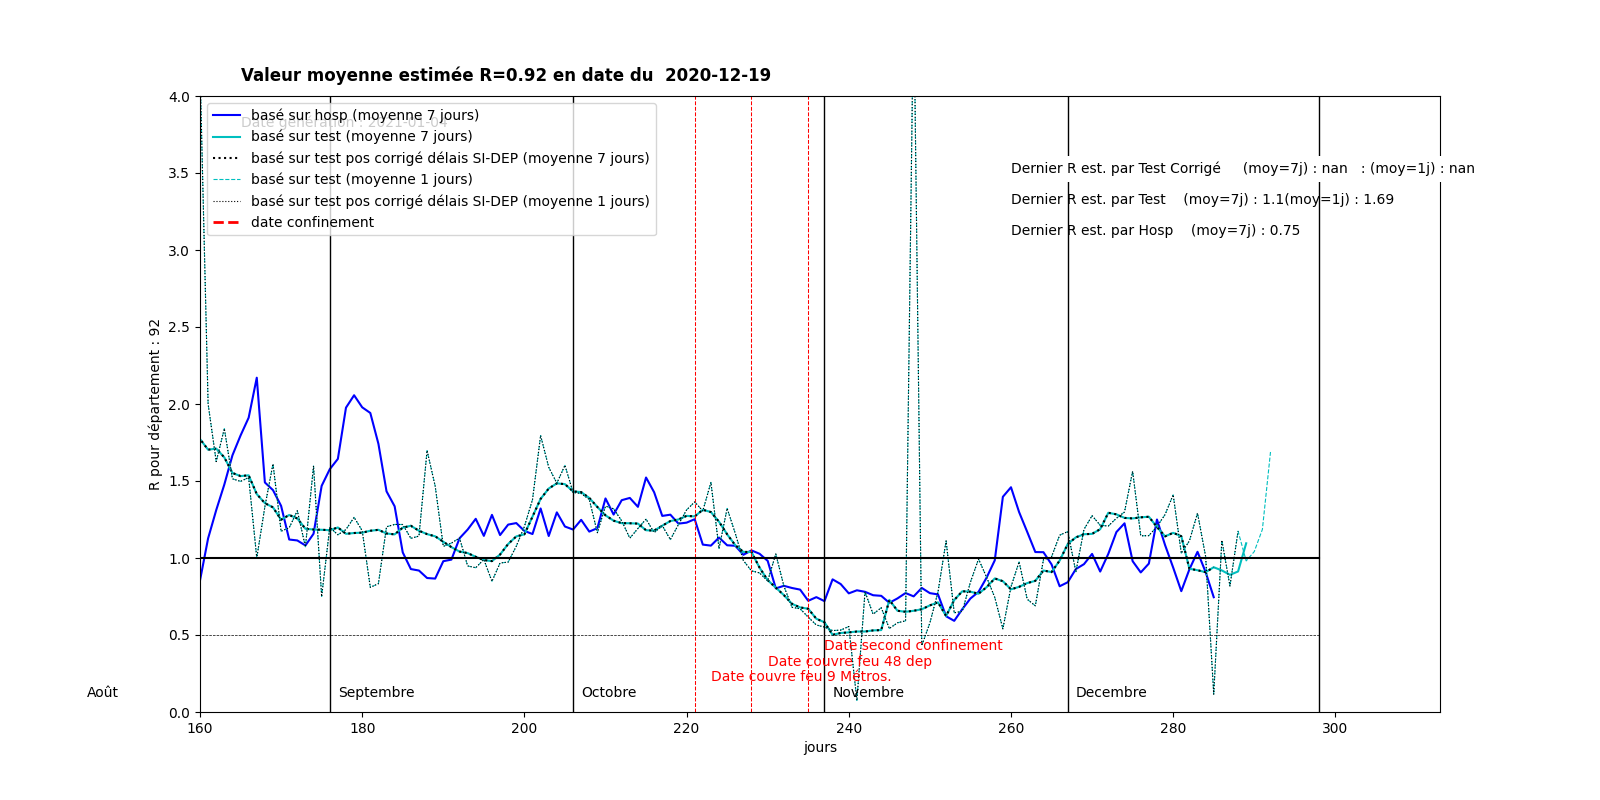 Valeur moyenne estimée R=0.92 en date du  2020-12-19
Date génération : 2021-01-04
basé sur hosp (moyenne 7 jours)
basé sur test (moyenne 7 jours)
basé sur test pos corrigé délais SI-DEP (moyenne 7 jours)
basé sur test (moyenne 1 jours)
basé sur test pos corrigé délais SI-DEP (moyenne 1 jours)
date confinement
Dernier R est. par Test Corrigé     (moy=7j) : nan   : (moy=1j) : nan
Dernier R est. par Test    (moy=7j) : 1.1(moy=1j) : 1.69
Dernier R est. par Hosp    (moy=7j) : 0.75
4.0
3.5
3.0
2.5
2.0
1.5
1.0
0.5
0.0
R pour département : 92
Date second confinement
Date couvre feu 48 dep
Date couvre feu 9 Métros.
Août
Septembre
Octobre
Novembre
Decembre
160 180 200 220 240 260 280 300
jours